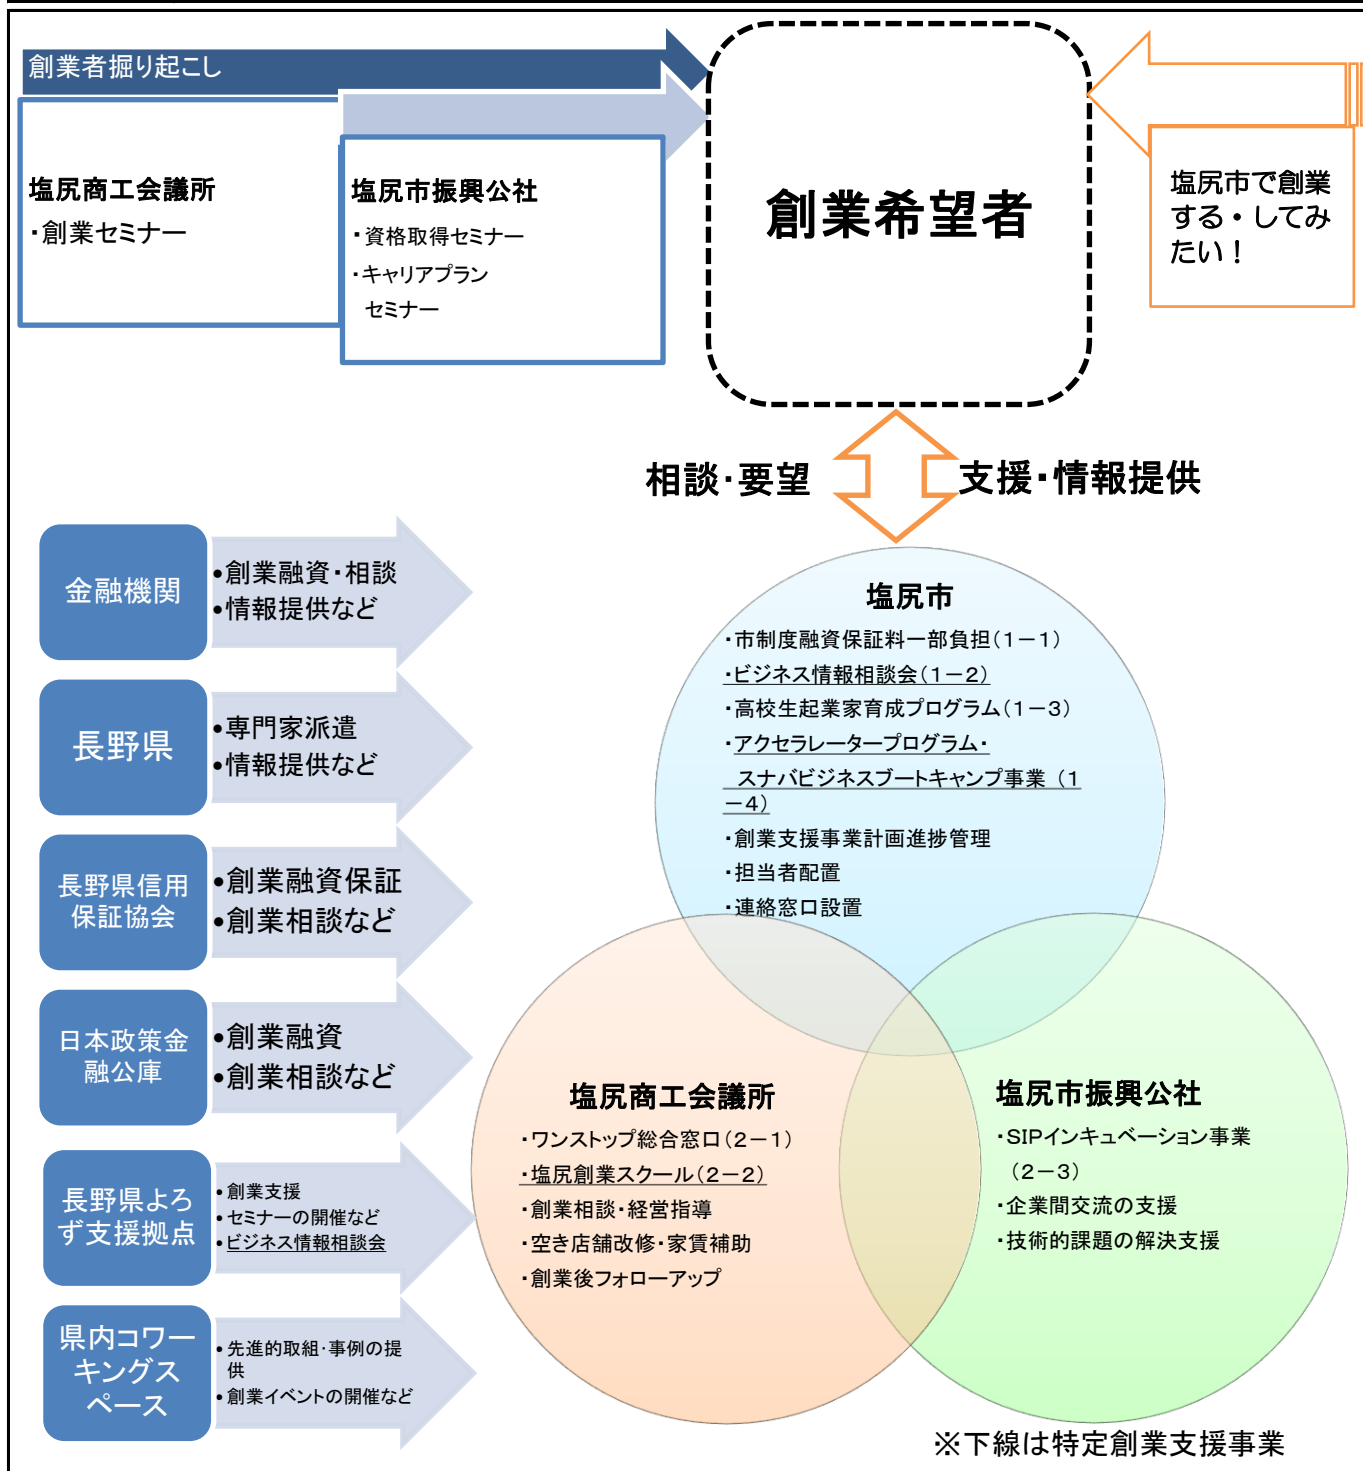 創業者掘り起こし
塩尻商工会議所
・創業セミナー
塩尻市振興公社
・資格取得セミナー
・キャリアプラン
セミナー
創業希望者
塩尻市で創業
する・してみ
たい！
相談・要望
支援・情報提供
金融機関
•創業融資・相談
•情報提供など
長野県
•専門家派遣
•情報提供など
長野県信用
保証協会
•創業融資保証
•創業相談など
日本政策金
融公庫
•創業融資
•創業相談など
長野県よろ
ず支援拠点
•創業支援
•セミナーの開催など
•ビジネス情報相談会
県内コワー
キングス
ペース
•先進的取組・事例の提
供
•創業イベントの開催など
塩尻市
・市制度融資保証料一部負担（１－１）
・ビジネス情報相談会（１－２）
・高校生起業家育成プログラム（１－３）
・アクセラレータープログラム・
スナバビジネスブートキャンプ事業（１
－４）
・創業支援事業計画進捗管理
・担当者配置
・連絡窓口設置
塩尻商工会議所
・ワンストップ総合窓口（２－１）
・塩尻創業スクール（２－２）
・創業相談・経営指導
・空き店舗改修・家賃補助
・創業後フォローアップ
塩尻市振興公社
・SIPインキュベーション事業
（２－３）
・企業間交流の支援
・技術的課題の解決支援
※下線は特定創業支援事業